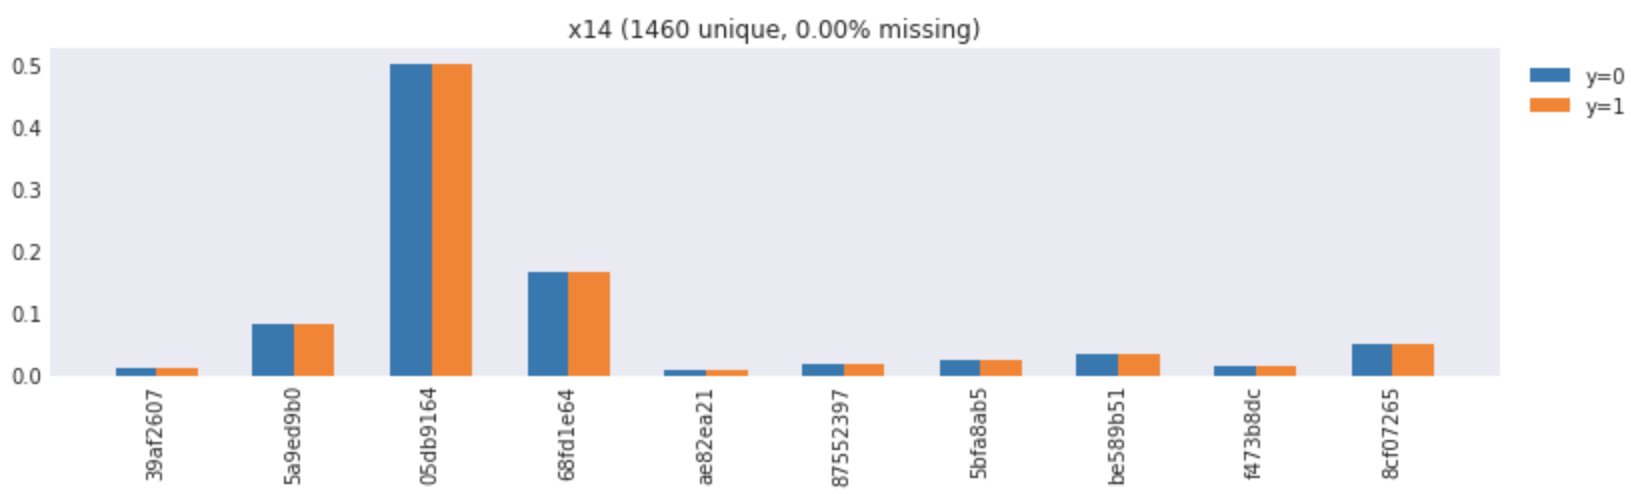 x14 (1460 unique, 0.00% missing)
0.5
0.4
0.3
0.2
0.1
0.0
y=0
y=1
39af2607
5a9ed9b0
05db9164
68fd1e64
ae82ea21
87552397
5bfa8ab5
be589b51
f473b8dc
8cf07265